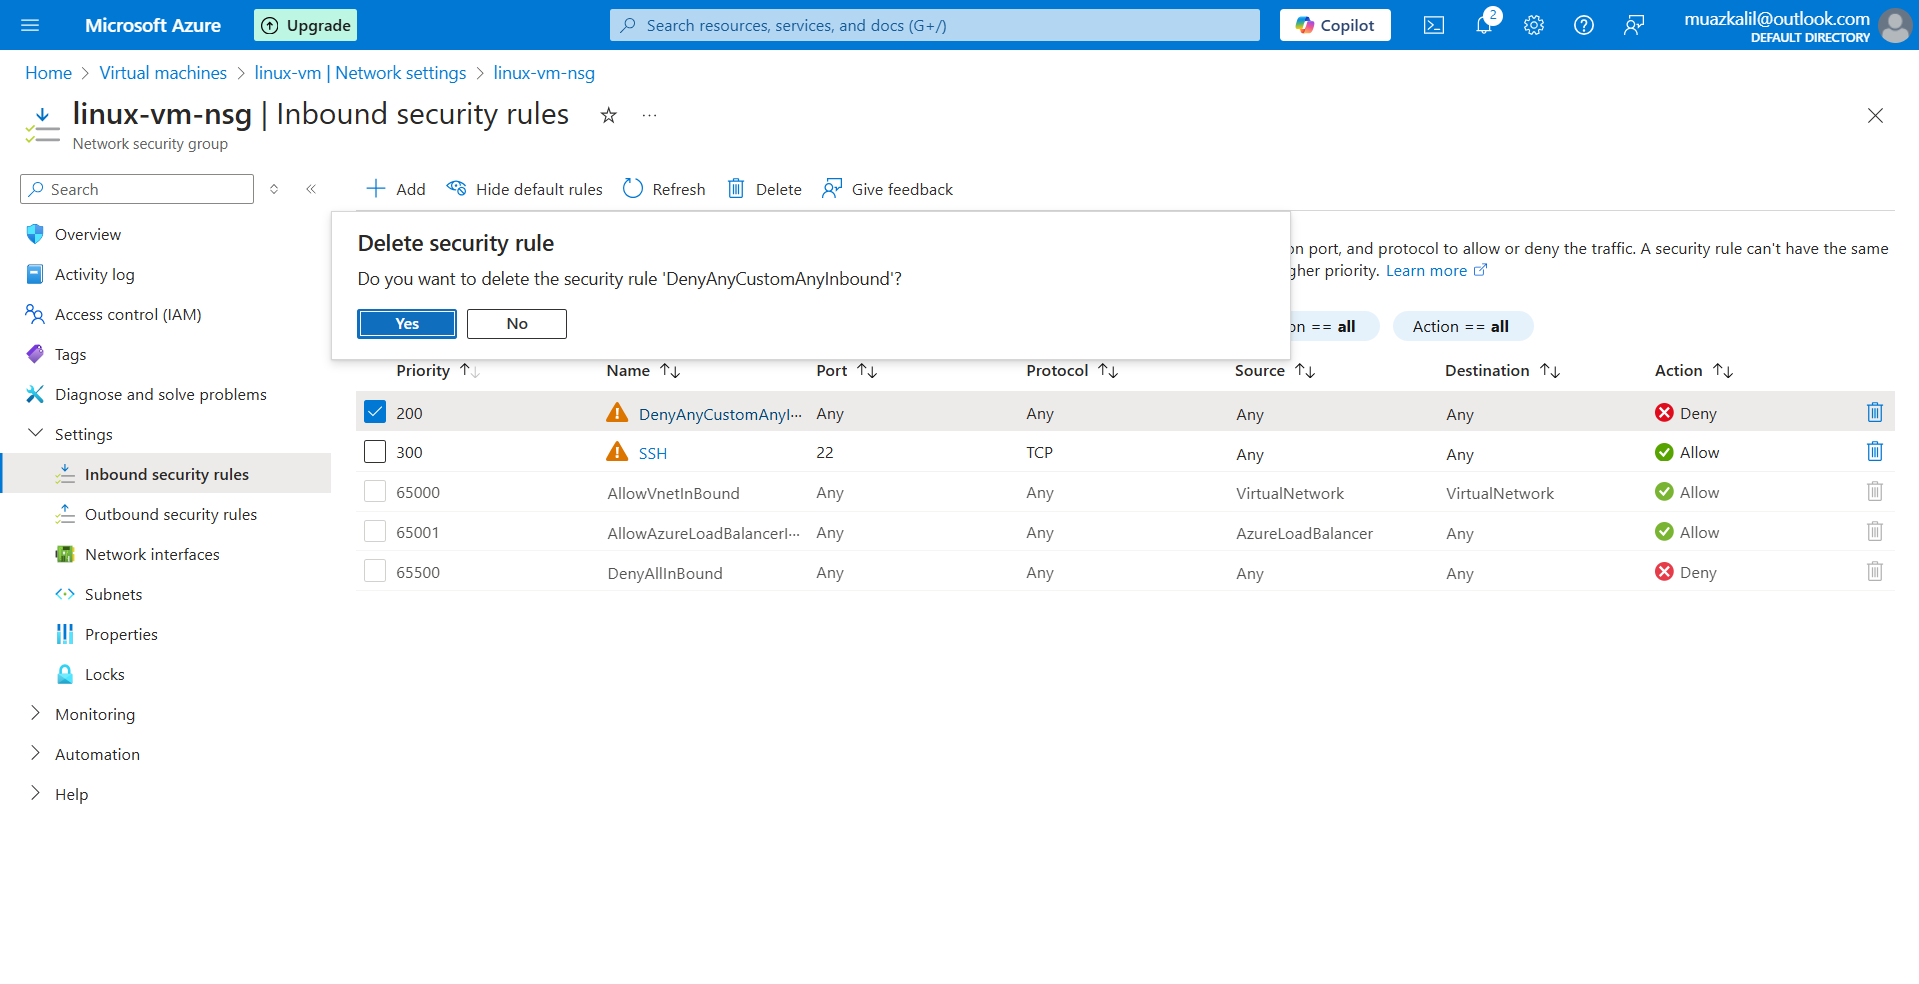 Microsoft Azure
Upgrade
Search resources, services, and docs (G+/)
Copilot
2
muazkalil@outlook.com
DEFAULT DIRECTORY
Home > Virtual machines > linux-vm | Network settings > linux-vm-nsg
linux-vm-nsg | Inbound security rules
Network security group
Search
Add
Hide default rules
Refresh
Delete
Give feedback
Overview
Activity log
Access control (IAM)
Tags
Diagnose and solve problems
Settings
Inbound security rules
Outbound security rules
Network interfaces
Subnets
Properties
Locks
Monitoring
Automation
Help
Delete security rule
Do you want to delete the security rule 'DenyAnyCustomAnyInbound'?
Yes
No
port, and protocol to allow or deny the traffic. A security rule can't have the same
priority. Learn more
== all
Action == all
Priority Name Port Protocol Source Destination Action
200 DenyAnyCustomAnyI... Any Any Any Any Deny
300 SSH 22 TCP Any Any Allow
65000 AllowVnetInBound Any Any VirtualNetwork VirtualNetwork Allow
65001 AllowAzureLoadBalancerI... Any Any AzureLoadBalancer Any Allow
65500 DenyAllInBound Any Any Any Any Deny